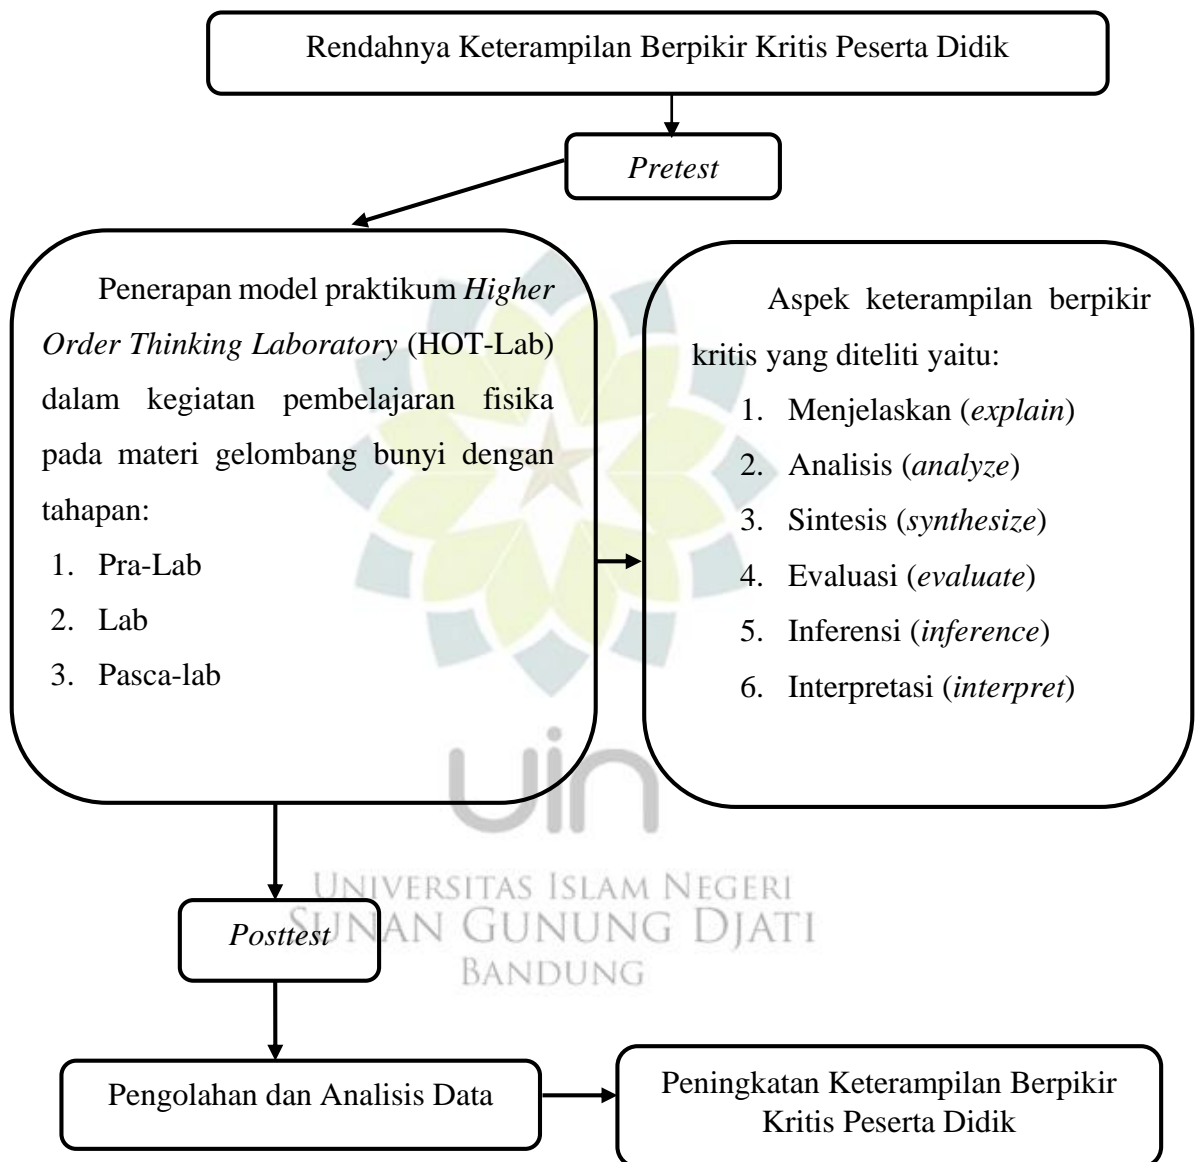 Rendahnya Keterampilan Berpikir Kritis Peserta Didik
Pretest
Penerapan model praktikum Higher
Order Thinking Laboratory (HOT-Lab)
dalam kegiatan pembelajaran fisika
pada materi gelombang bunyi dengan
tahapan:
1. Pra-Lab
2. Lab
3. Pasca-lab
Aspek keterampilan berpikir
kritis yang diteliti yaitu:
1. Menjelaskan (explain)
2. Analisis (analyze)
3. Sintesis (synthesize)
4. Evaluasi (evaluate)
5. Inferensi (inference)
6. Interpretasi (interpret)
uin
UNIVERSITAS ISLAM NEGERI
SUNAN GUNUNG DJATI
BANDUNG
Posttest
Pengolahan dan Analisis Data
Peningkatan Keterampilan Berpikir
Kritis Peserta Didik